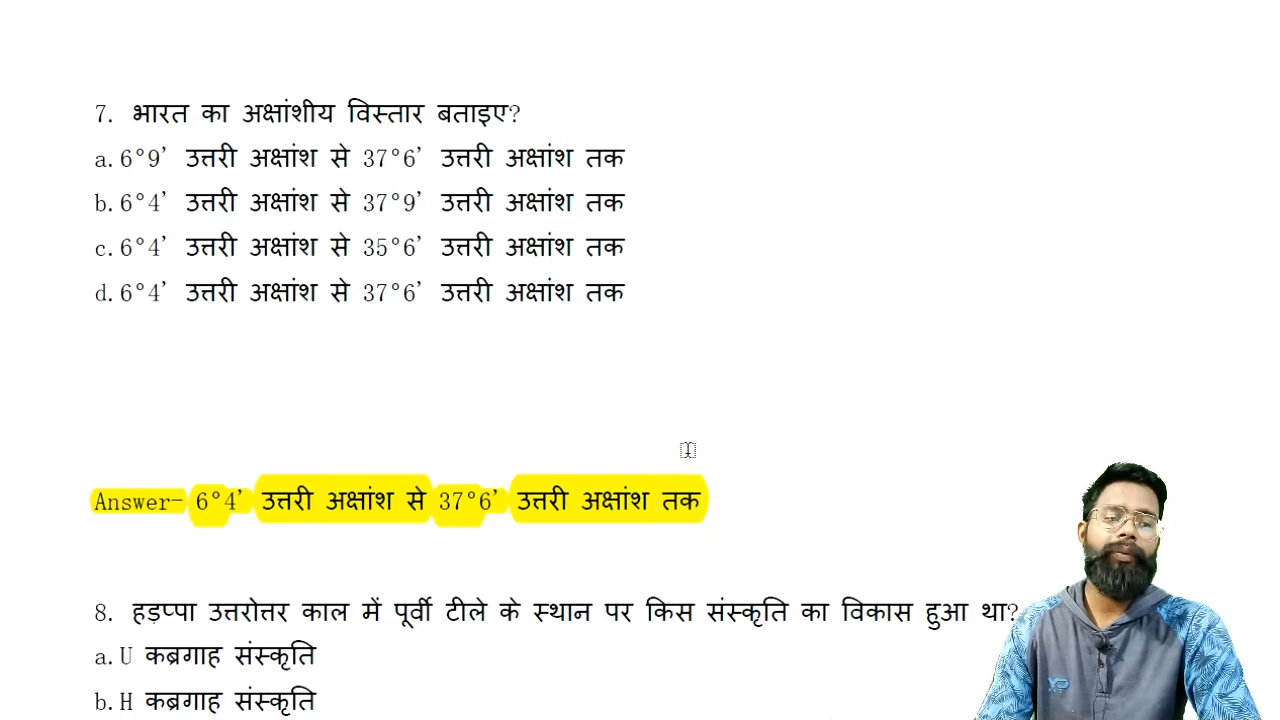 7. भारत का अक्षांशीय विस्तार बताइए?
a.6°9’ उत्तरी अक्षांश से 37°6’ उत्तरी अक्षांश तक
b.6°4’ उत्तरी अक्षांश से 37°9’ उत्तरी अक्षांश तक
c.6°4’ उत्तरी अक्षांश से 35°6’ उत्तरी अक्षांश तक
d.6°4’ उत्तरी अक्षांश से 37°6’ उत्तरी अक्षांश तक
Answer- 6°4’ उत्तरी अक्षांश से 37°6’ उत्तरी अक्षांश तक
8. हड़प्पा उत्तरोत्तर काल में पूर्वी टीले के स्थान पर किस संस्कृति का विकास हुआ था?
a.U कब्रगाह संस्कृति
b.H कब्रगाह संस्कृति